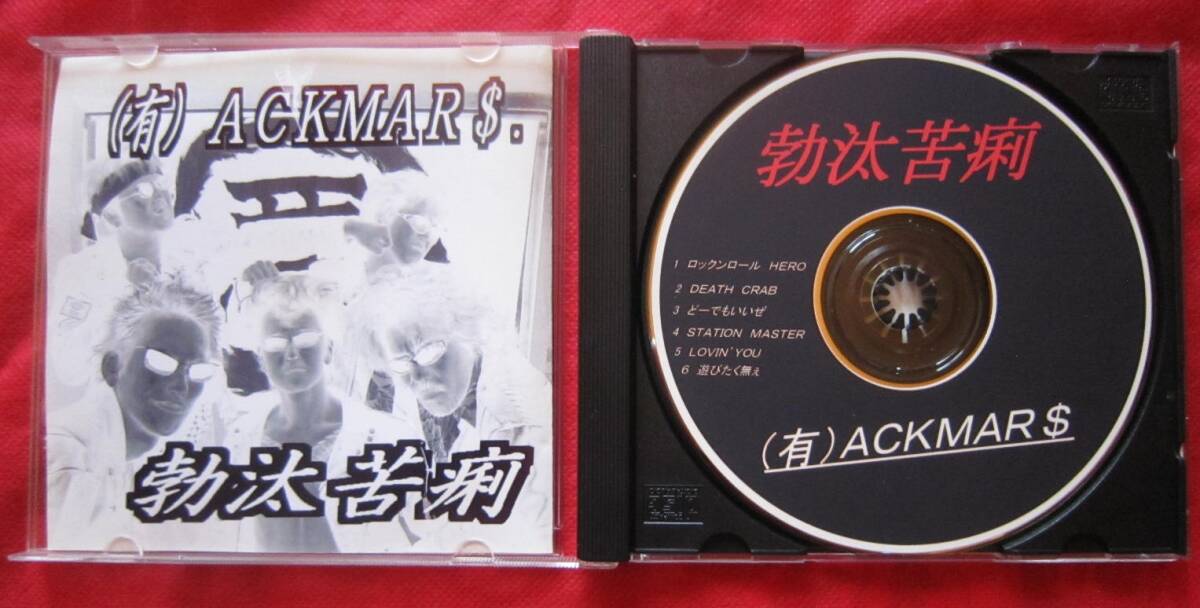 (有) ACKMAR$.
勃汰苦痢
勃汰苦痢
1 ロックンロール HERO
2 DEATH CRAB
3 どーでもいいぜ
4 STATION MASTER
5 LOVIN' YOU
6 遊びたく無ぇ
(有)ACKMAR$